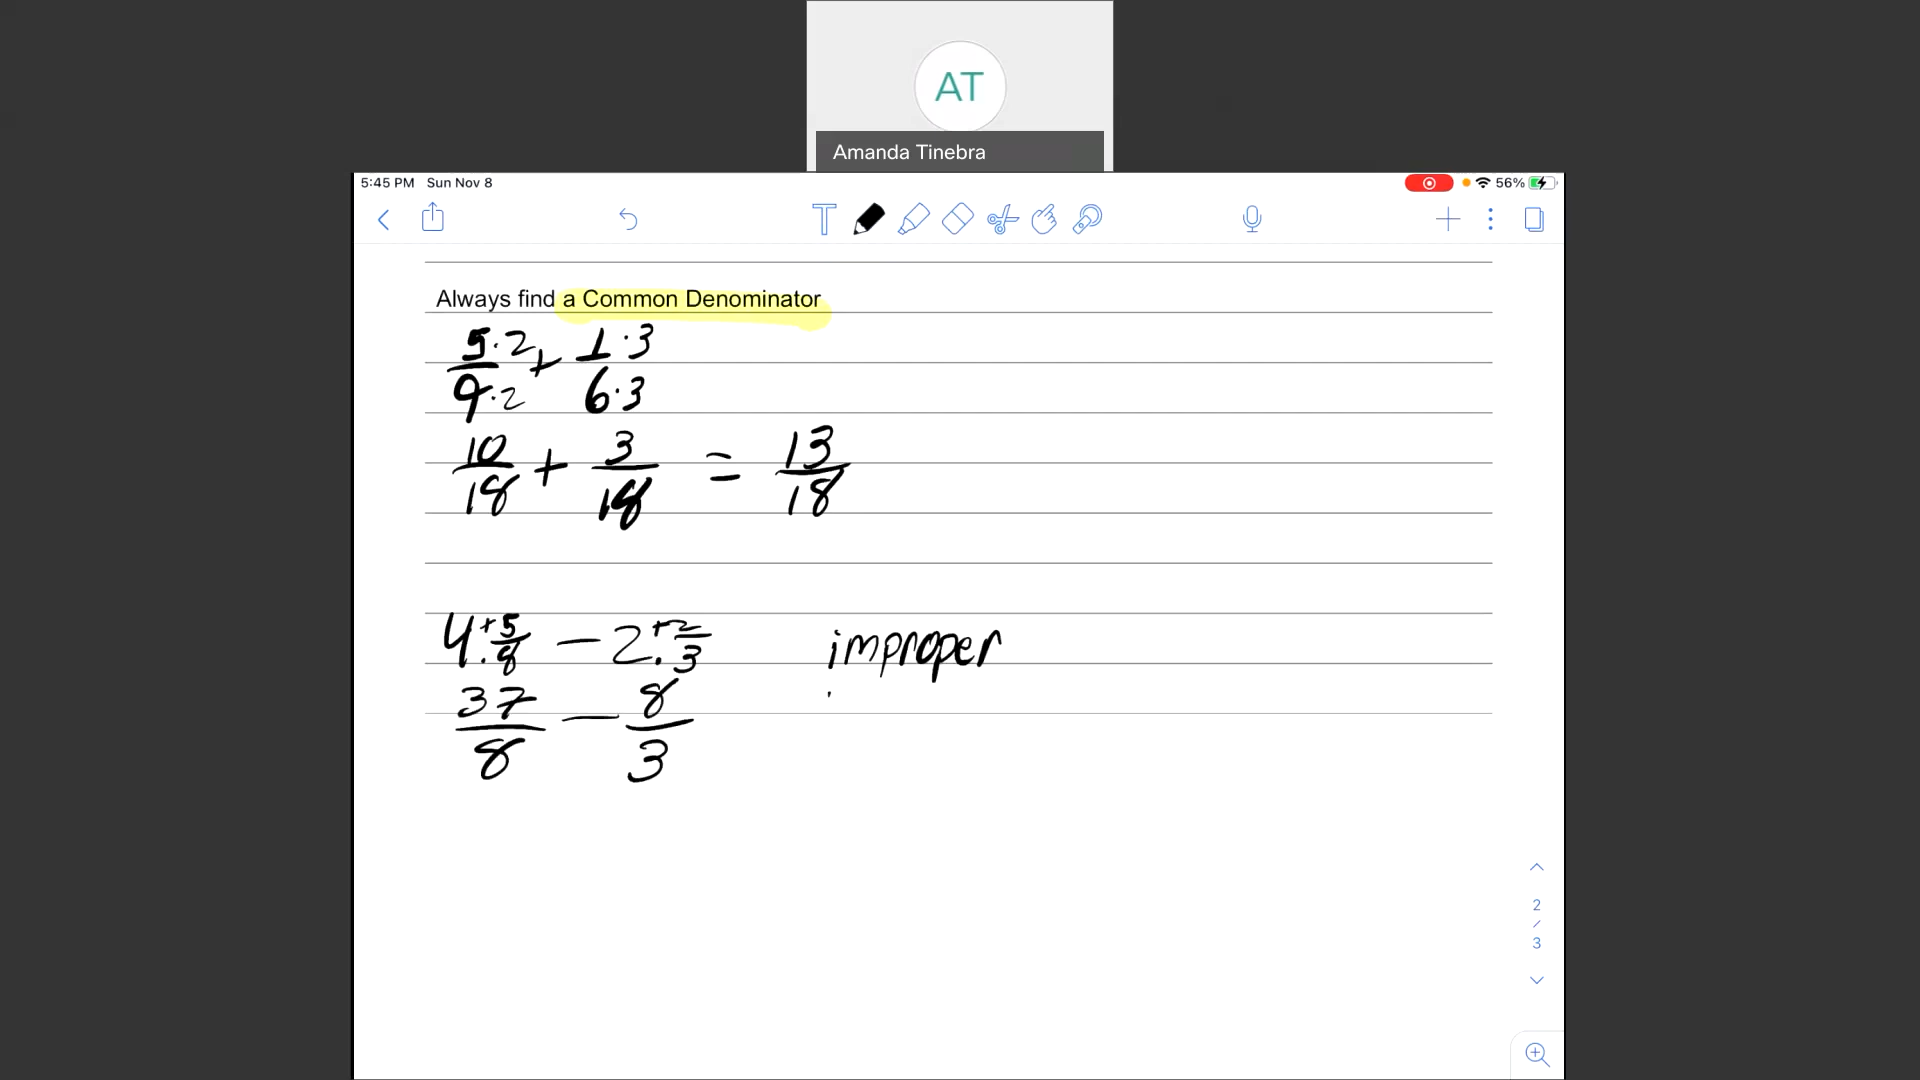 AT
Amanda Tinebra
5:45 PM Sun Nov 8
56%
T
Always find a Common Denominator
5·2/9·2 + 1·3/6·3
10/18 + 3/18 = 13/18
4·+5/8 − 2·+2/3 improper
37/8 − 8/3
2
/
3